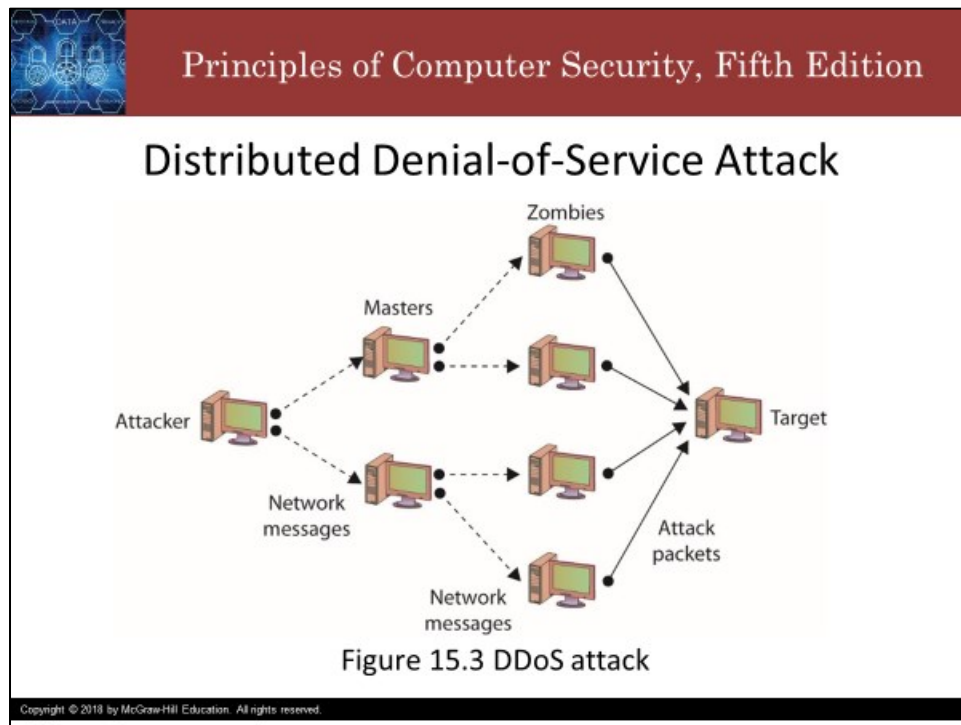 Principles of Computer Security, Fifth Edition
Distributed Denial-of-Service Attack
Zombies
Masters
Attacker
Target
Network
messages
Attack
packets
Network
messages
Figure 15.3 DDoS attack
Copyright © 2018 by McGraw-Hill Education. All rights reserved.